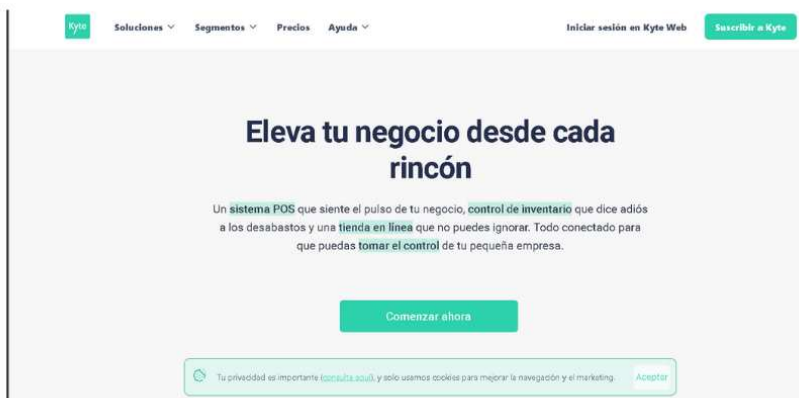 Kyte
Soluciones
Segmentos
Precios
Ayuda
Iniciar sesión en Kyte Web
Suscribir a Kyte
Eleva tu negocio desde cada
rincón
Un sistema POS que siente el pulso de tu negocio, control de inventario que dice adiós
a los desabastos y una tienda en línea que no puedes ignorar. Todo conectado para
que puedas tomar el control de tu pequeña empresa.
Comenzar ahora
Tu privacidad es importante (consulta aquí), y solo usamos cookies para mejorar la navegación y el marketing.
Aceptar